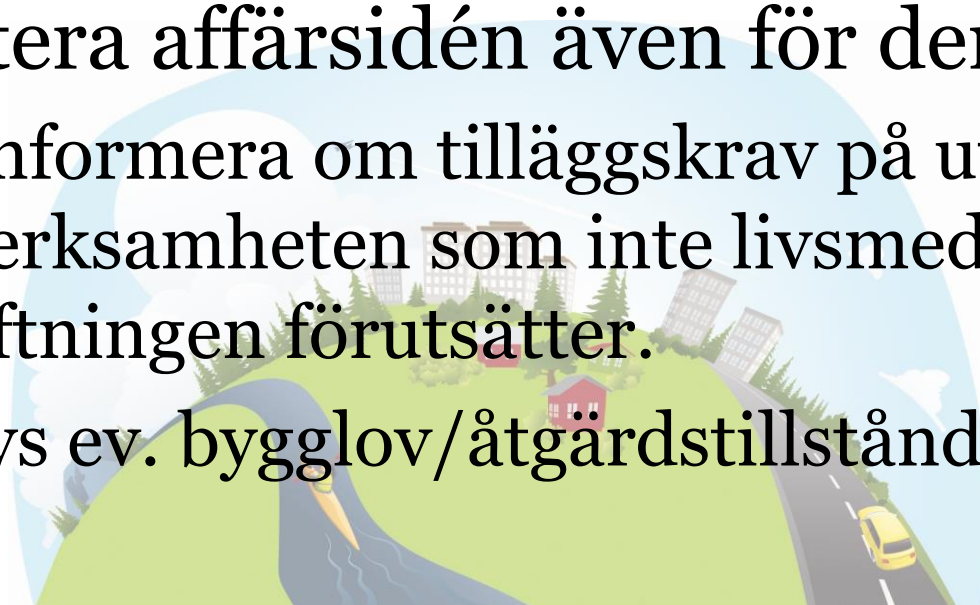 tera affärsidén även för den
nformera om tilläggskrav på ut
erksamheten som inte livsmed
ftningen förutsätter.
vs ev. bygglov/åtgärdstillstånd